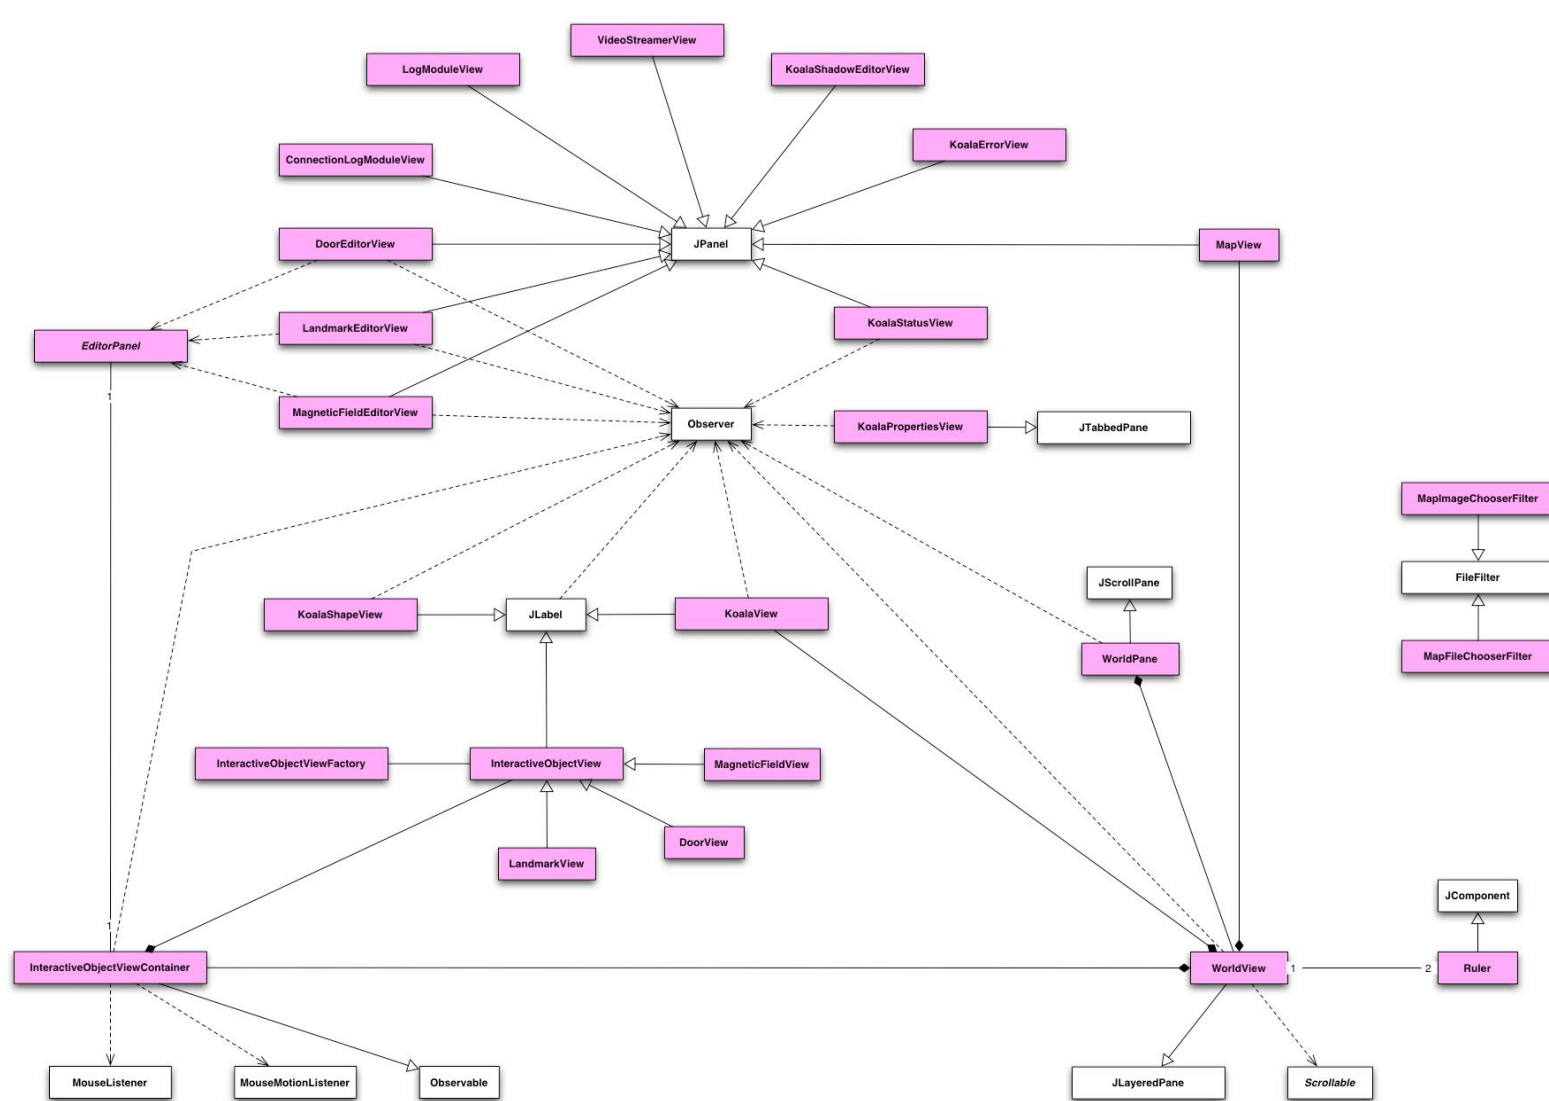 VideoStreamerView
LogModuleView
KoalaShadowEditorView
KoalaErrorView
ConnectionLogModuleView
DoorEditorView
JPanel
MapView
LandmarkEditorView
KoalaStatusView
EditorPanel
1
MagneticFieldEditorView
Observer
KoalaPropertiesView
JTabbedPane
MapImageChooserFilter
JScrollPane
FileFilter
KoalaShapeView
JLabel
KoalaView
WorldPane
MapFileChooserFilter
InteractiveObjectViewFactory
InteractiveObjectView
MagneticFieldView
DoorView
LandmarkView
JComponent
1
InteractiveObjectViewContainer
WorldView
1
2
Ruler
MouseListener
MouseMotionListener
Observable
JLayeredPane
Scrollable